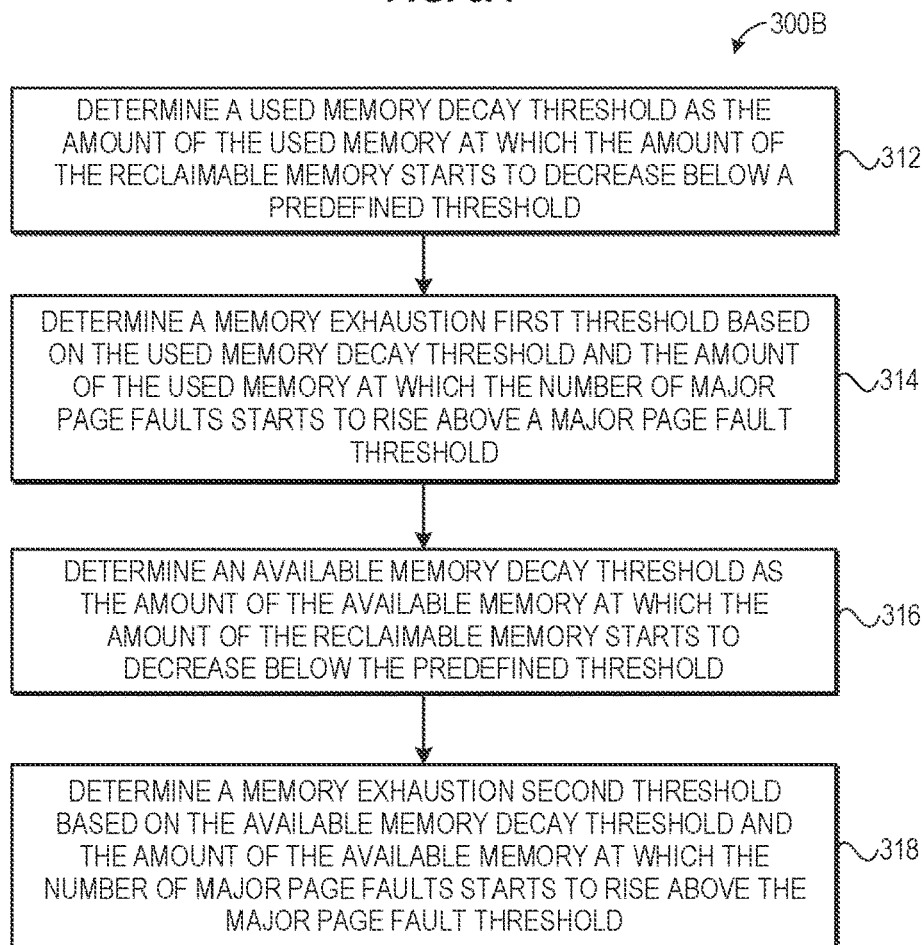 300B
DETERMINE A USED MEMORY DECAY THRESHOLD AS THE
AMOUNT OF THE USED MEMORY AT WHICH THE AMOUNT OF
THE RECLAIMABLE MEMORY STARTS TO DECREASE BELOW A
PREDEFINED THRESHOLD
312
DETERMINE A MEMORY EXHAUSTION FIRST THRESHOLD BASED
ON THE USED MEMORY DECAY THRESHOLD AND THE AMOUNT
OF THE USED MEMORY AT WHICH THE NUMBER OF MAJOR
PAGE FAULTS STARTS TO RISE ABOVE A MAJOR PAGE FAULT
THRESHOLD
314
DETERMINE AN AVAILABLE MEMORY DECAY THRESHOLD AS
THE AMOUNT OF THE AVAILABLE MEMORY AT WHICH THE
AMOUNT OF THE RECLAIMABLE MEMORY STARTS TO
DECREASE BELOW THE PREDEFINED THRESHOLD
316
DETERMINE A MEMORY EXHAUSTION SECOND THRESHOLD
BASED ON THE AVAILABLE MEMORY DECAY THRESHOLD AND
THE AMOUNT OF THE AVAILABLE MEMORY AT WHICH THE
NUMBER OF MAJOR PAGE FAULTS STARTS TO RISE ABOVE THE
MAJOR PAGE FAULT THRESHOLD
318